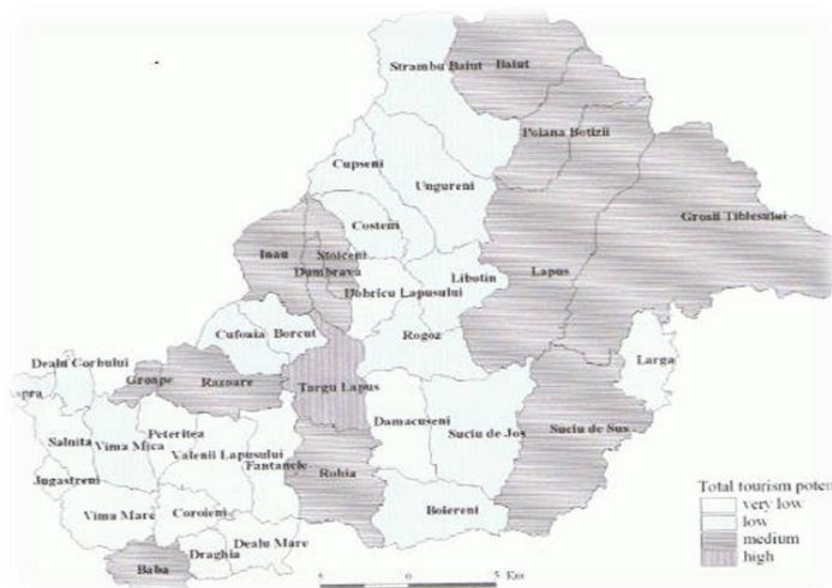 Strambu Baiut
Baiut
Poiana Botizii
Cupseni
Ungureni
Grosii Tiblesului
Costeni
Inau
Stoiceni
Dumbrava
Libotin
Lapus
Dobricu Lapusului
Cufoaia
Borcut
Rogoz
Larga
Dealu Corbului
Groape
Razoare
Targu Lapus
spra
Damacuseni
Salnita
Vima Mica
Peteritea
Suciu de Jos
Suciu de Sus
Valenii Lapusului
Fantanele
Rohia
Jugastreni
Vima Mare
Coroieni
Boiereni
Draghia
Dealu Mare
Baba
Total tourism poten
very low
low
medium
high
5 0 5 Km